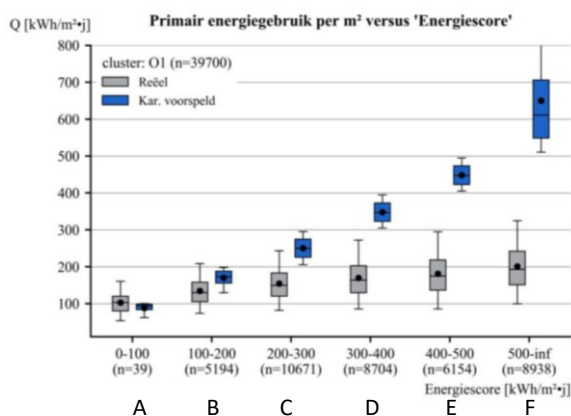 Primair energiegebruik per m² versus 'Energiescore'
Q [kWh/m²•j]
800
700
600
500
400
300
200
100
cluster: O1 (n=39700)
Reëel
Kar. voorspeld
0-100 100-200 200-300 300-400 400-500 500-inf
(n=39) (n=5194) (n=10671) (n=8704) (n=6154) (n=8938)
Energiescore [kWh/m²•j]
A B C D E F